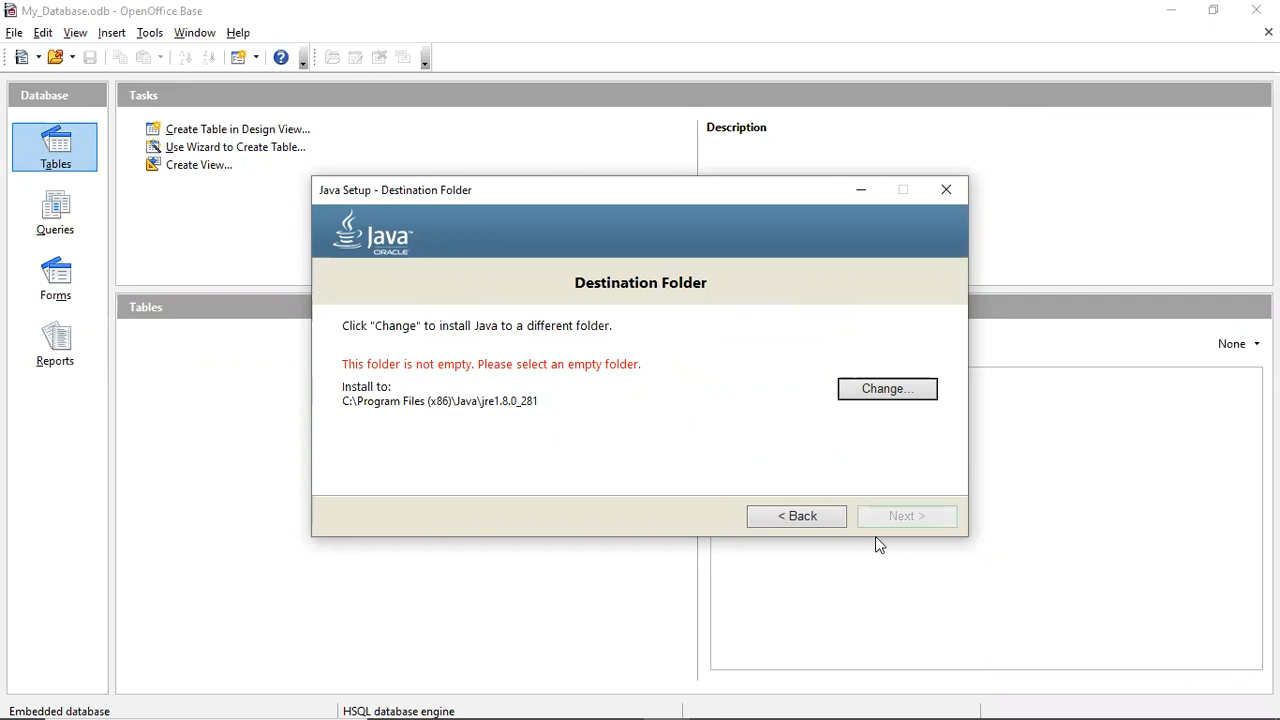 My_Database.odb - OpenOffice Base
File Edit View Insert Tools Window Help
Database
Tables
Queries
Forms
Reports
Tasks
Create Table in Design View...
Use Wizard to Create Table...
Create View...
Description
Tables
None
Java Setup - Destination Folder
Java™
ORACLE
Destination Folder
Click "Change" to install Java to a different folder.
This folder is not empty. Please select an empty folder.
Install to:
C:\Program Files (x86)\Java\jre1.8.0_281
Change...
< Back
Next >
Embedded database
HSQL database engine